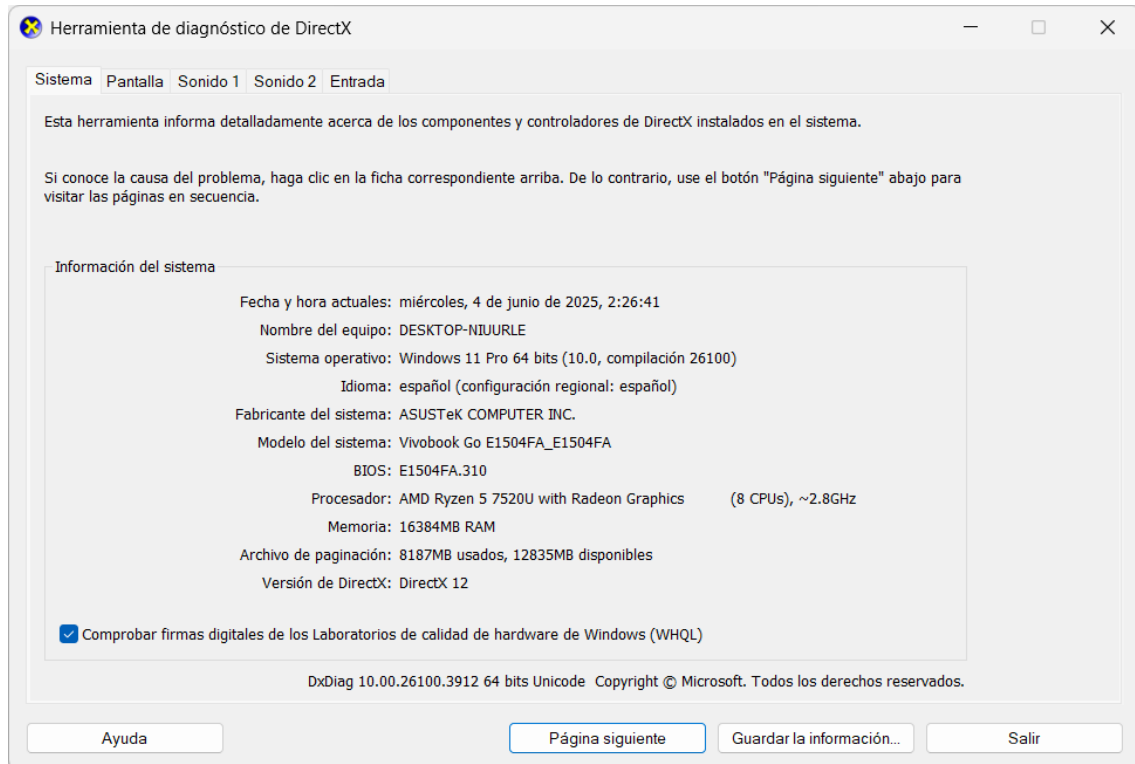 Herramienta de diagnóstico de DirectX
Sistema Pantalla Sonido 1 Sonido 2 Entrada
Esta herramienta informa detalladamente acerca de los componentes y controladores de DirectX instalados en el sistema.
Si conoce la causa del problema, haga clic en la ficha correspondiente arriba. De lo contrario, use el botón "Página siguiente" abajo para
visitar las páginas en secuencia.
Información del sistema
Fecha y hora actuales: miércoles, 4 de junio de 2025, 2:26:41
Nombre del equipo: DESKTOP-NIUURLE
Sistema operativo: Windows 11 Pro 64 bits (10.0, compilación 26100)
Idioma: español (configuración regional: español)
Fabricante del sistema: ASUSTeK COMPUTER INC.
Modelo del sistema: Vivobook Go E1504FA_E1504FA
BIOS: E1504FA.310
Procesador: AMD Ryzen 5 7520U with Radeon Graphics (8 CPUs), ~2.8GHz
Memoria: 16384MB RAM
Archivo de paginación: 8187MB usados, 12835MB disponibles
Versión de DirectX: DirectX 12
Comprobar firmas digitales de los Laboratorios de calidad de hardware de Windows (WHQL)
DxDiag 10.00.26100.3912 64 bits Unicode Copyright © Microsoft. Todos los derechos reservados.
Ayuda Página siguiente Guardar la información... Salir